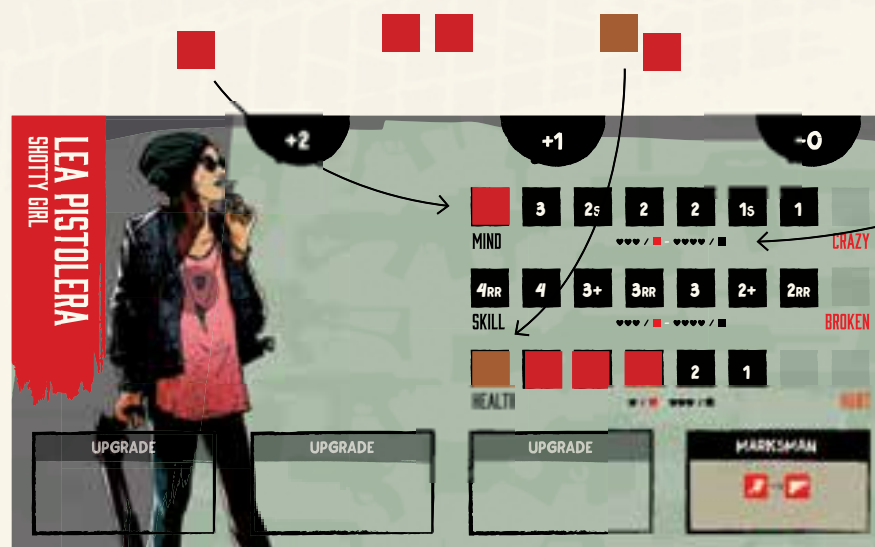 LEA PISTOLERA
SHOTTY GIRL
+2
+1
-0
3 2S 2 2 1S 1
MIND
CRAZY
4RR 4 3+ 3RR 3 2+ 2RR
SKILL
BROKEN
2 1
HEALTH
HURT
UPGRADE
UPGRADE
UPGRADE
MARKSMAN